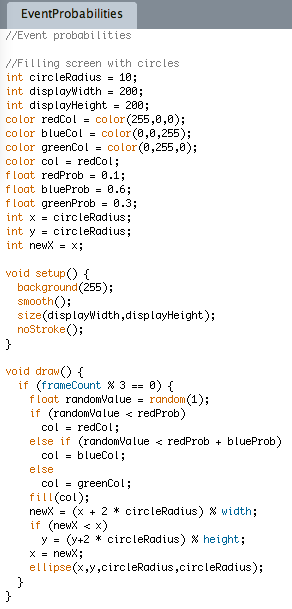 EventProbabilities
//Event probabilities
//Filling screen with circles
int circleRadius = 10;
int displayWidth = 200;
int displayHeight = 200;
color redCol = color(255,0,0);
color blueCol = color(0,0,255);
color greenCol = color(0,255,0);
color col = redCol;
float redProb = 0.1;
float blueProb = 0.6;
float greenProb = 0.3;
int x = circleRadius;
int y = circleRadius;
int newX = x;
void setup() {
  background(255);
  smooth();
  size(displayWidth,displayHeight);
  noStroke();
}
void draw() {
  if (frameCount % 3 == 0) {
    float randomValue = random(1);
    if (randomValue < redProb)
      col = redCol;
    else if (randomValue < redProb + blueProb)
      col = blueCol;
    else
      col = greenCol;
    fill(col);
    newX = (x + 2 * circleRadius) % width;
    if (newX < x)
      y = (y+2 * circleRadius) % height;
    x = newX;
    ellipse(x,y,circleRadius,circleRadius);
  }
}